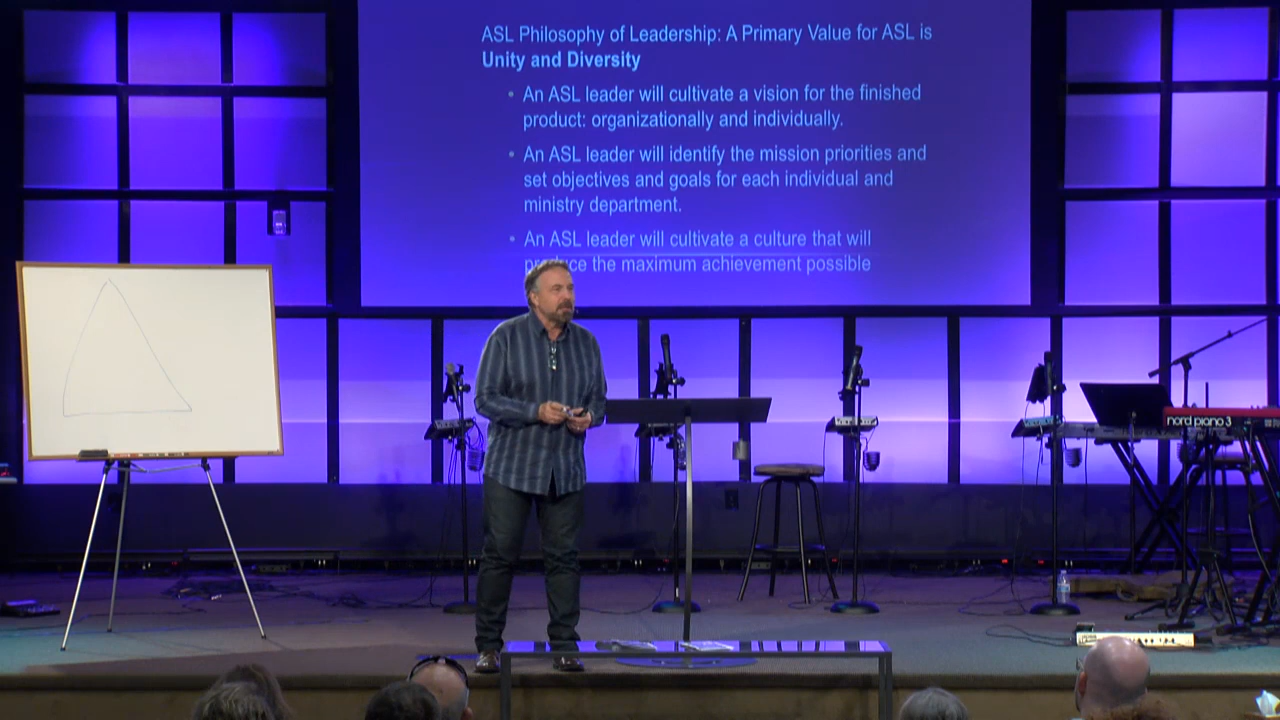 ASL Philosophy of Leadership: A Primary Value for ASL is
Unity and Diversity
• An ASL leader will cultivate a vision for the finished
product: organizationally and individually.
• An ASL leader will identify the mission priorities and
set objectives and goals for each individual and
ministry department.
• An ASL leader will cultivate a culture that will
produce the maximum achievement possible
nord piano 3